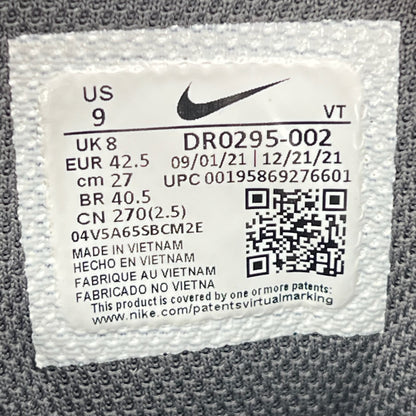 US
9
VT
UK 8
DR0295-002
EUR 42.5
09/01/21 | 12/21/21
cm 27
UPC 00195869276601
BR 40.5
CN 270(2.5)
04V5A65SBCM2E
MADE IN VIETNAM
HECHO EN VIETNAM
FABRIQUE AU VIETNAM
FABRICADO NO VIETNA
This product is covered by one or more patents.
www.nike.com/patentsvirtualmarking